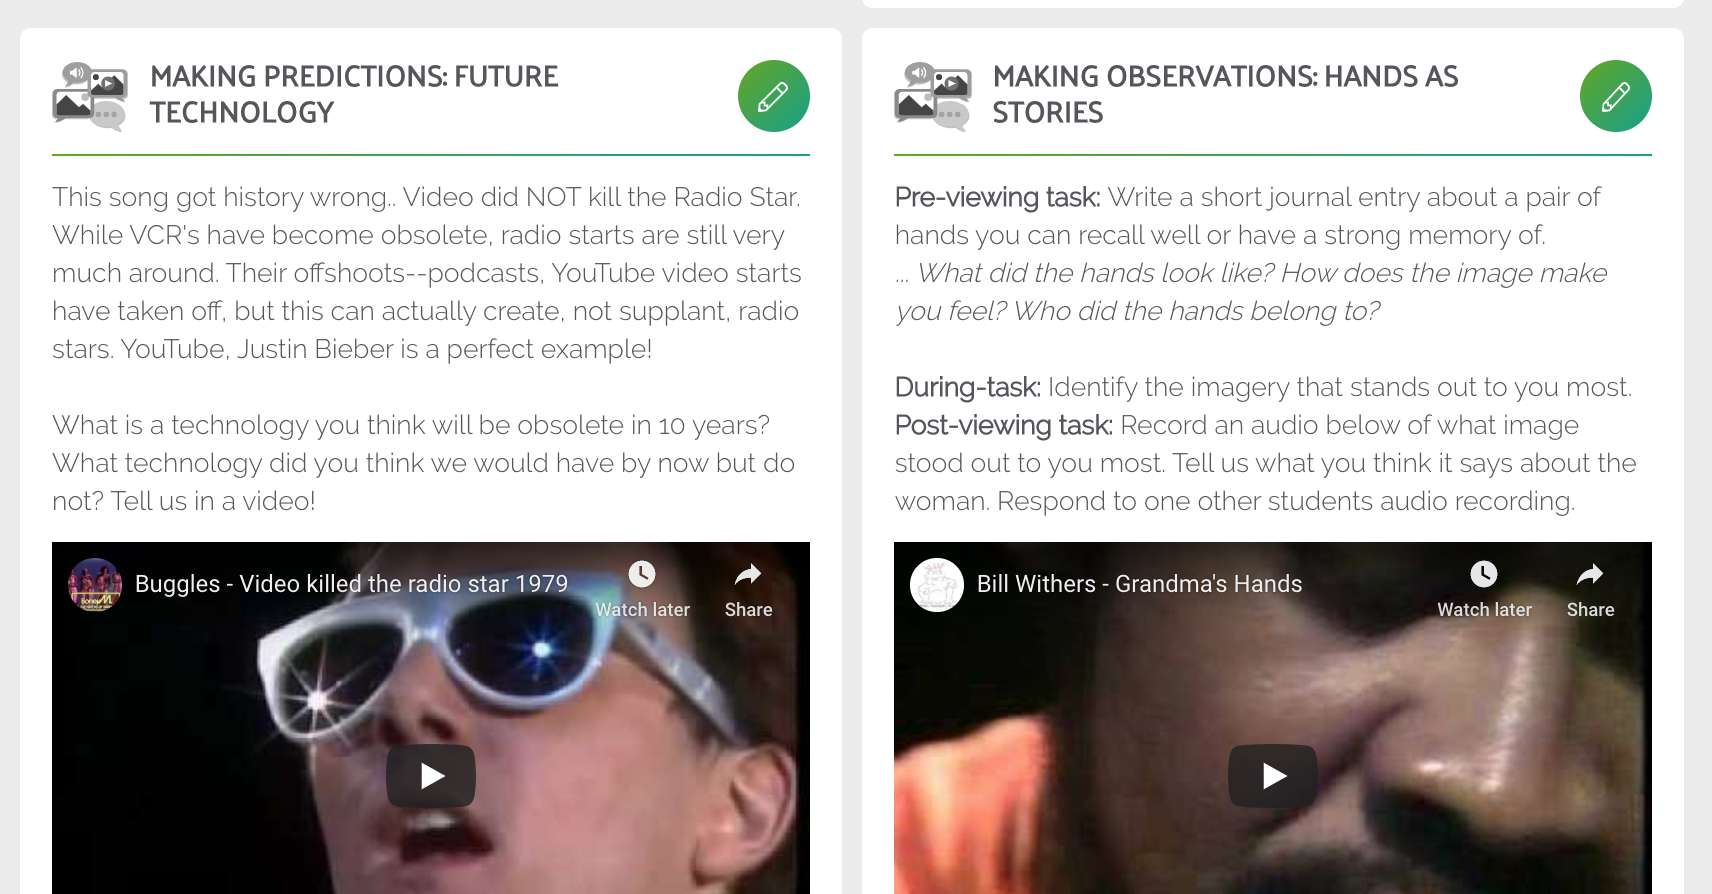 MAKING PREDICTIONS: FUTURE
TECHNOLOGY
This song got history wrong.. Video did NOT kill the Radio Star.
While VCR's have become obsolete, radio starts are still very
much around. Their offshoots--podcasts, YouTube video starts
have taken off, but this can actually create, not supplant, radio
stars. YouTube, Justin Bieber is a perfect example!
What is a technology you think will be obsolete in 10 years?
What technology did you think we would have by now but do
not? Tell us in a video!
Buggles - Video killed the radio star 1979
Watch later
Share
MAKING OBSERVATIONS: HANDS AS
STORIES
Pre-viewing task: Write a short journal entry about a pair of
hands you can recall well or have a strong memory of.
... What did the hands look like? How does the image make
you feel? Who did the hands belong to?
During-task: Identify the imagery that stands out to you most.
Post-viewing task: Record an audio below of what image
stood out to you most. Tell us what you think it says about the
woman. Respond to one other students audio recording.
Bill Withers - Grandma's Hands
Watch later
Share